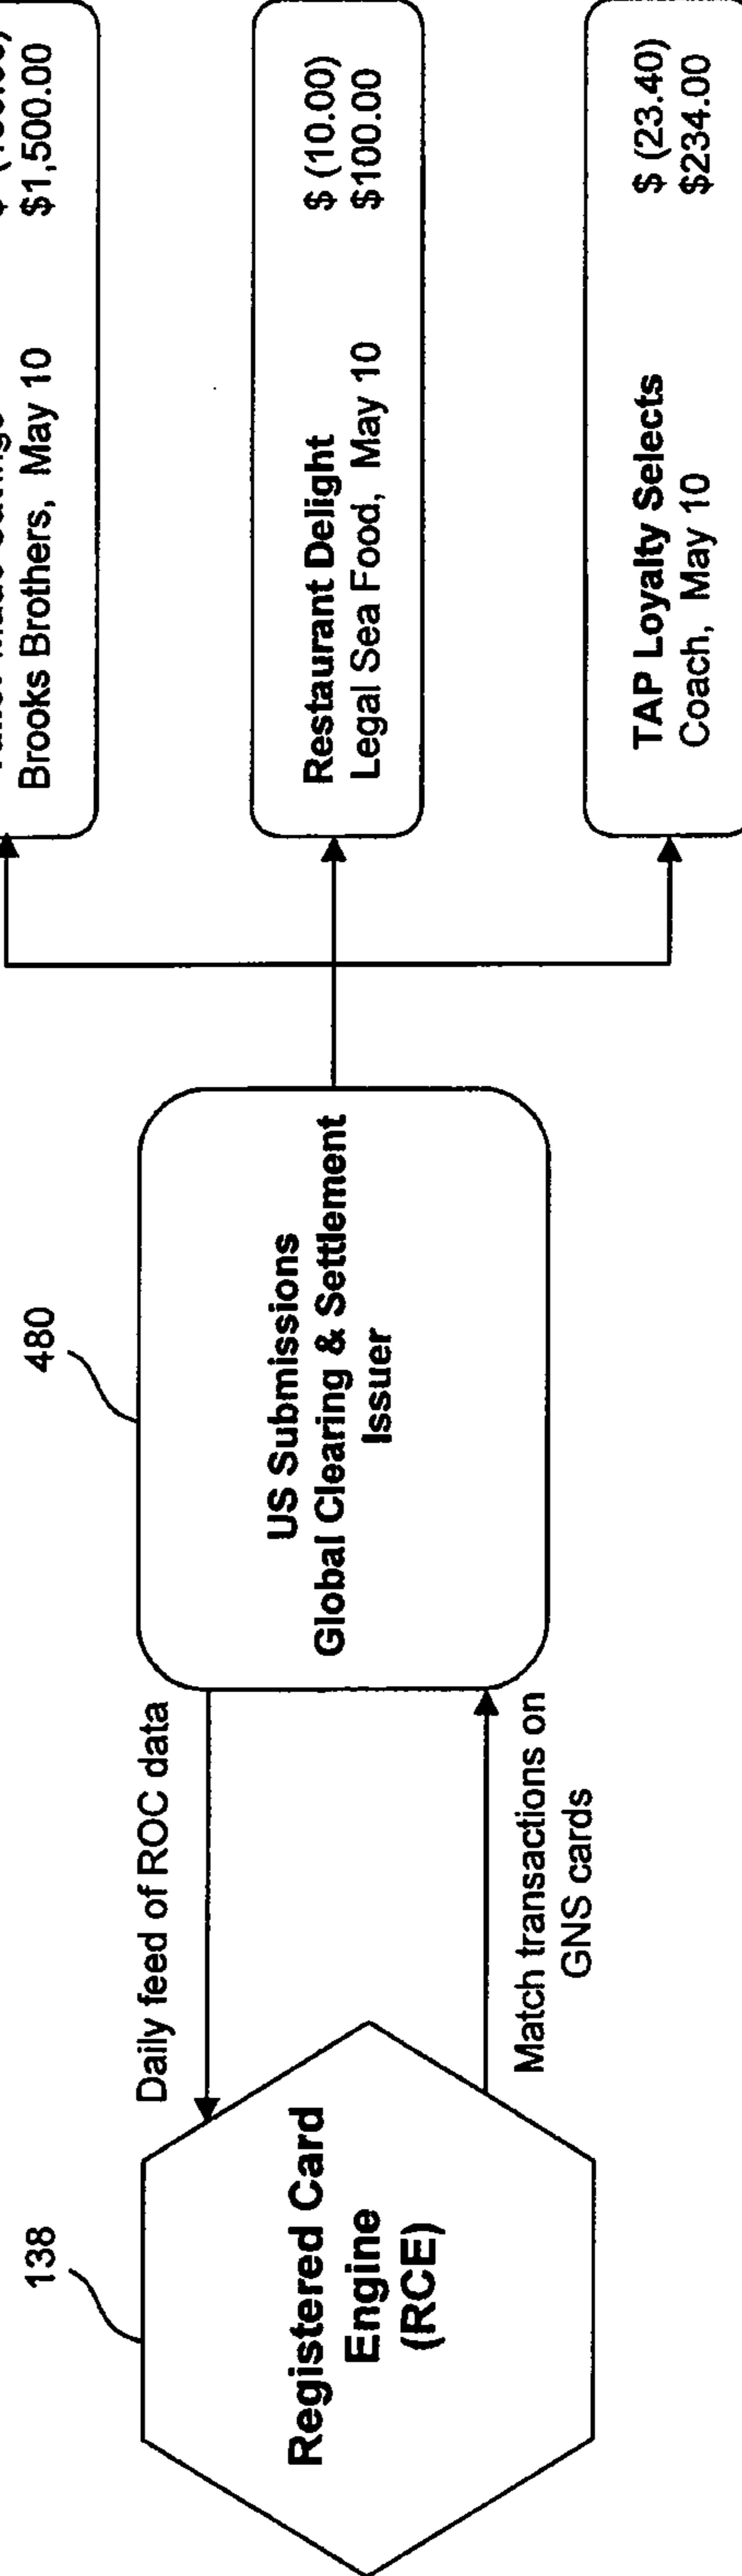 138
Registered Card
Engine
(RCE)
Daily feed of ROC data
Match transactions on
GNS cards
480
US Submissions
Global Clearing & Settlement
Issuer
Brooks Brothers, May 10 $1,500.00
Restaurant Delight $ (10.00)
Legal Sea Food, May 10 $100.00
TAP Loyalty Selects $ (23.40)
Coach, May 10 $234.00